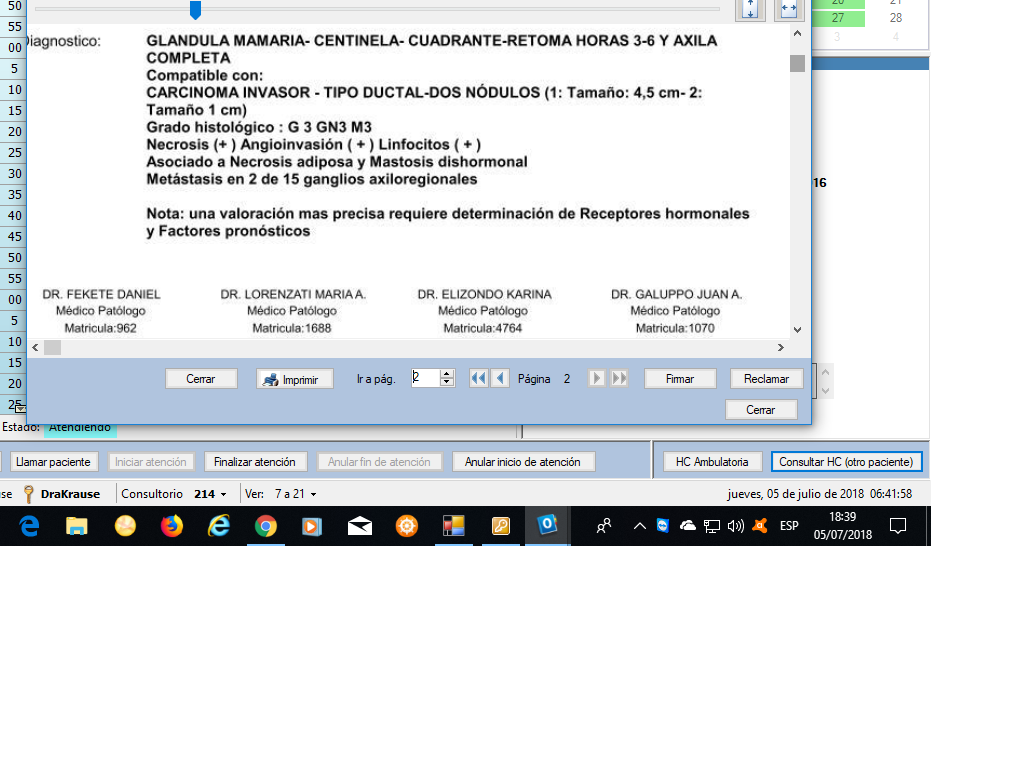 50
55
00
5
10
15
20
25
30
35
40
45
50
55
00
5
10
15
20
25
20 21
27 28
3 4
iagnostico:
GLANDULA MAMARIA- CENTINELA- CUADRANTE-RETOMA HORAS 3-6 Y AXILA
COMPLETA
Compatible con:
CARCINOMA INVASOR - TIPO DUCTAL-DOS NÓDULOS (1: Tamaño: 4,5 cm- 2:
Tamaño 1 cm)
Grado histológico : G 3 GN3 M3
Necrosis (+ ) Angioinvasión ( + ) Linfocitos ( + )
Asociado a Necrosis adiposa y Mastosis dishormonal
Metástasis en 2 de 15 ganglios axiloregionales
Nota: una valoración mas precisa requiere determinación de Receptores hormonales
y Factores pronósticos
16
DR. FEKETE DANIEL DR. LORENZATI MARIA A. DR. ELIZONDO KARINA DR. GALUPPO JUAN A.
Médico Patólogo Médico Patólogo Médico Patólogo Médico Patólogo
Matricula:962 Matricula:1688 Matricula:4764 Matricula:1070
Cerrar Imprimir Ir a pág. 2 Página 2 Firmar Reclamar
Cerrar
Estado: Atendiendo
Llamar paciente Iniciar atención Finalizar atención Anular fin de atención Anular inicio de atención HC Ambulatoria Consultar HC (otro paciente)
se DraKrause Consultorio 214 Ver: 7 a 21 jueves, 05 de julio de 2018 06:41:58
ESP 18:39
05/07/2018